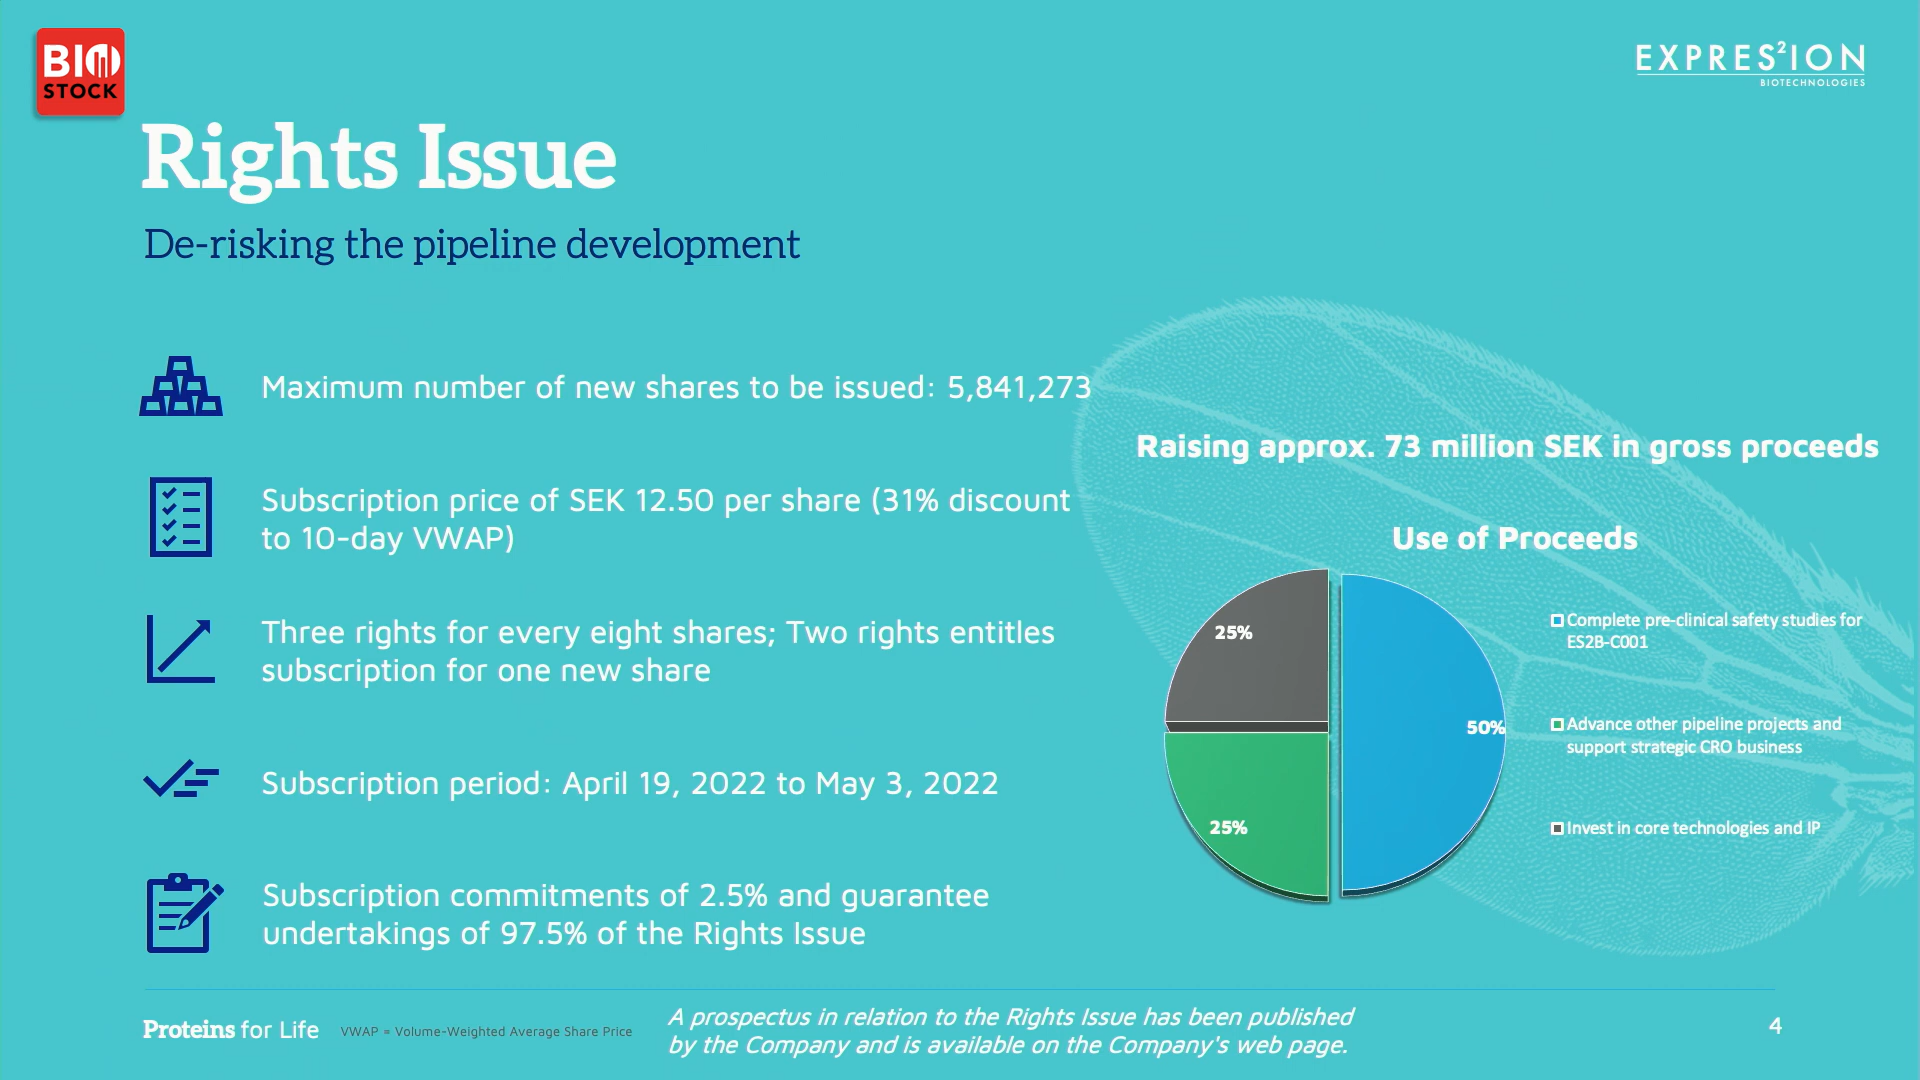 BIO
STOCK
EXPRES²ION
BIOTECHNOLOGIES
Rights Issue
De-risking the pipeline development
Maximum number of new shares to be issued: 5,841,273
Subscription price of SEK 12.50 per share (31% discount
to 10-day VWAP)
Three rights for every eight shares; Two rights entitles
subscription for one new share
Subscription period: April 19, 2022 to May 3, 2022
Subscription commitments of 2.5% and guarantee
undertakings of 97.5% of the Rights Issue
Raising approx. 73 million SEK in gross proceeds
Use of Proceeds
25%
50%
25%
Complete pre-clinical safety studies for
ES2B-C001
Advance other pipeline projects and
support strategic CRO business
Invest in core technologies and IP
Proteins for Life
VWAP = Volume-Weighted Average Share Price
A prospectus in relation to the Rights Issue has been published
by the Company and is available on the Company's web page.
4